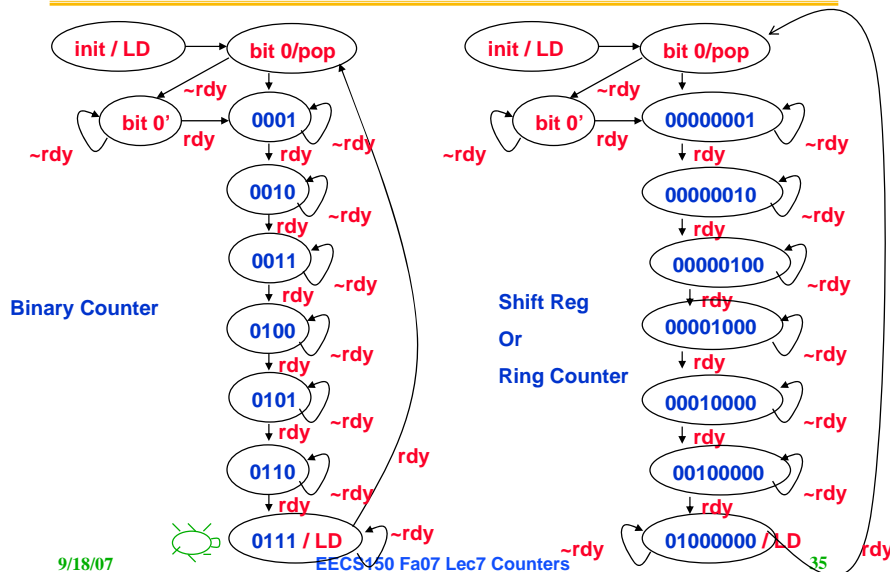 init / LD
bit 0/pop
~rdy
bit 0'
rdy
~rdy
0001
~rdy
rdy
0010
~rdy
rdy
0011
~rdy
rdy
Binary Counter
0100
~rdy
rdy
0101
~rdy
rdy
0110
~rdy
rdy
rdy
0111 / LD
~rdy
init / LD
bit 0/pop
~rdy
bit 0'
rdy
~rdy
00000001
~rdy
rdy
00000010
~rdy
rdy
00000100
~rdy
rdy
Shift Reg
Or
Ring Counter
00001000
~rdy
rdy
00010000
~rdy
rdy
00100000
~rdy
rdy
~rdy
01000000 / LD
rdy
9/18/07
EECS150 Fa07 Lec7 Counters
35